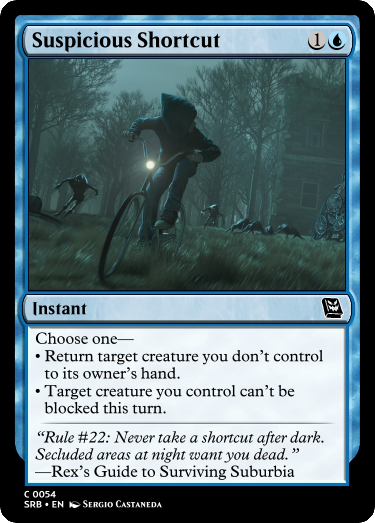 Suspicious Shortcut
1
Instant
Choose one—
• Return target creature you don't control
to its owner's hand.
• Target creature you control can't be
blocked this turn.
“Rule #22: Never take a shortcut after dark.
Secluded areas at night want you dead.”
—Rex's Guide to Surviving Suburbia
C 0054
SRB • EN Sergio Castaneda